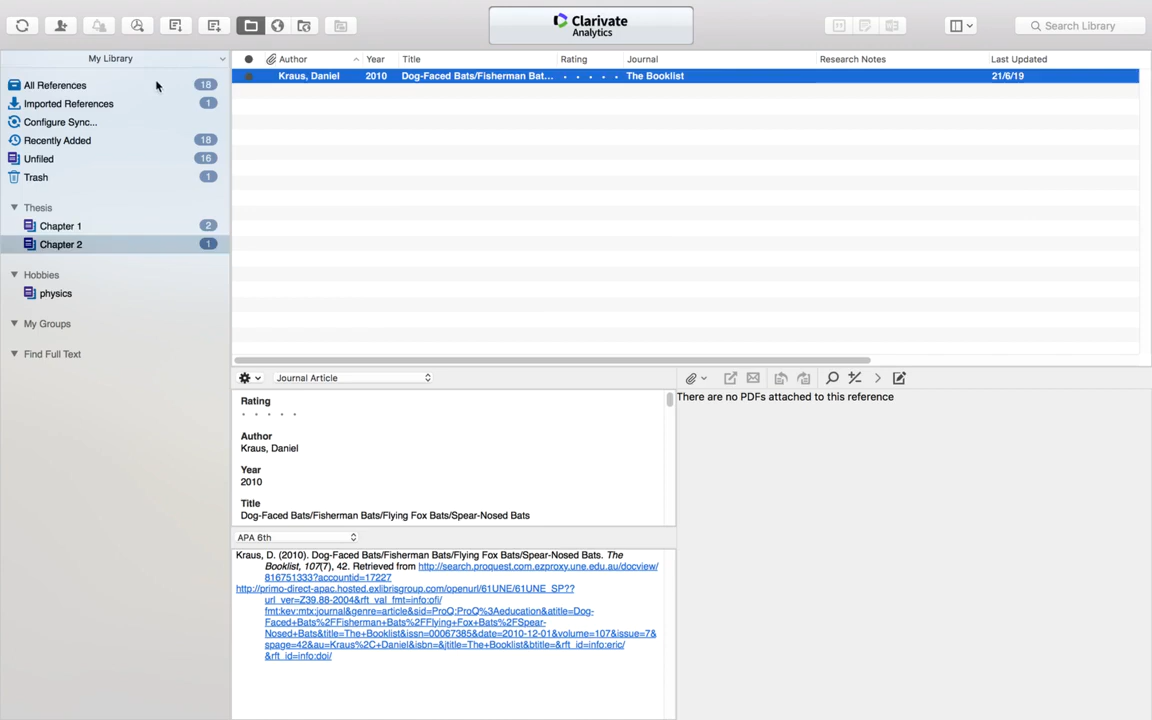 Clarivate
Analytics
Search Library
My Library
Author Year Title Rating Journal Research Notes Last Updated
Kraus, Daniel 2010 Dog-Faced Bats/Fisherman Bat... The Booklist 21/6/19
All References 18
Imported References 1
Configure Sync...
Recently Added 18
Unfiled 16
Trash 1
Thesis
Chapter 1 2
Chapter 2 1
Hobbies
physics
My Groups
Find Full Text
Journal Article
There are no PDFs attached to this reference
Rating
Author
Kraus, Daniel
Year
2010
Title
Dog-Faced Bats/Fisherman Bats/Flying Fox Bats/Spear-Nosed Bats
APA 6th
Kraus, D. (2010). Dog-Faced Bats/Fisherman Bats/Flying Fox Bats/Spear-Nosed Bats. The
Booklist, 107(7), 42. Retrieved from http://search.proquest.com.ezproxy.une.edu.au/docview/
816751333?accountid=17227
http://primo-direct-apac.hosted.exlibrisgroup.com/openurl/61UNE/61UNE_SP??
url_ver=Z39.88-2004&rft_val_fmt=info:ofi/
fmt:kev:mtx:journal&genre=article&sid=ProQ:ProQ%3Aeducation&atitle=Dog-
Faced+Bats%2FFisherman+Bats%2FFlying+Fox+Bats%2FSpear-
Nosed+Bats&title=The+Booklist&issn=00067385&date=2010-12-01&volume=107&issue=7&
spage=42&au=Kraus%2C+Daniel&isbn=&jtitle=The+Booklist&btitle=&rft_id=info:eric/
&rft_id=info:doi/